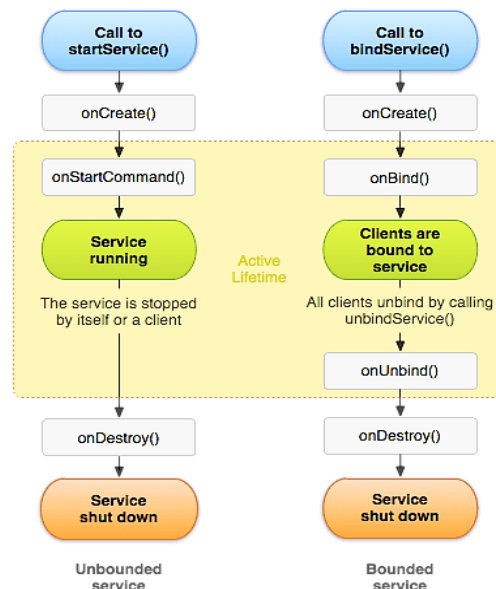 Call to
startService()
onCreate()
onStartCommand()
Service
running
The service is stopped
by itself or a client
onDestroy()
Service
shut down
Unbounded
service
Active
Lifetime
Call to
bindService()
onCreate()
onBind()
Clients are
bound to
service
All clients unbind by calling
unbindService()
onUnbind()
onDestroy()
Service
shut down
Bounded
service